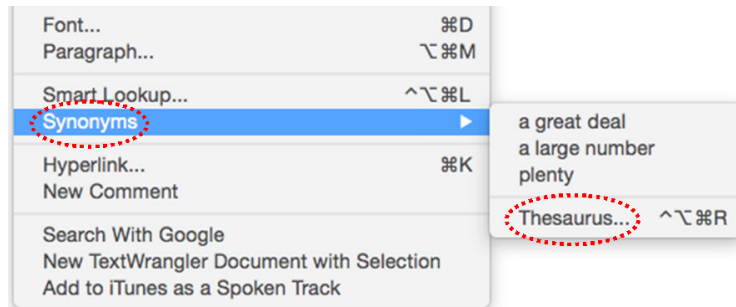 Font... ⌘D
Paragraph... ⌥⌘M
Smart Lookup... ^⌥⌘L
Synonyms ▶
Hyperlink... ⌘K
New Comment
Search With Google
New TextWrangler Document with Selection
Add to iTunes as a Spoken Track
a great deal
a large number
plenty
Thesaurus... ^⌥⌘R